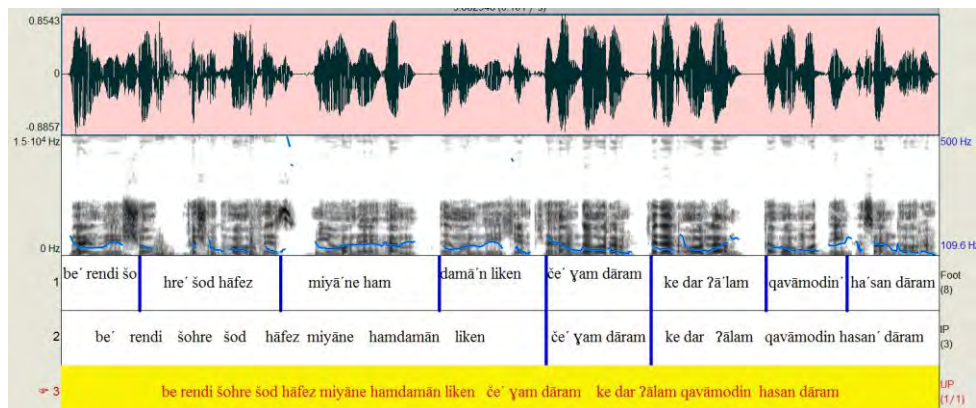 0.8543
0
-0.8857
1.5·10⁴ Hz 500 Hz
0 Hz 109.6 Hz
1 be´ rendi šo hre´ šod hāfez miyā´ne ham damā´n liken če´ ɣam dāram ke dar ʔā´lam qavāmodin´ ha´san dāram Foot (8)
2 be´ rendi šohre šod hāfez miyāne hamdamān liken če´ ɣam dāram ke dar ʔālam qavāmodin hasan´ dāram IP (3)
3 be rendi šohre šod hāfez miyāne hamdamān liken če´ ɣam dāram ke dar ʔālam qavāmodin hasan dāram UP (1/1)